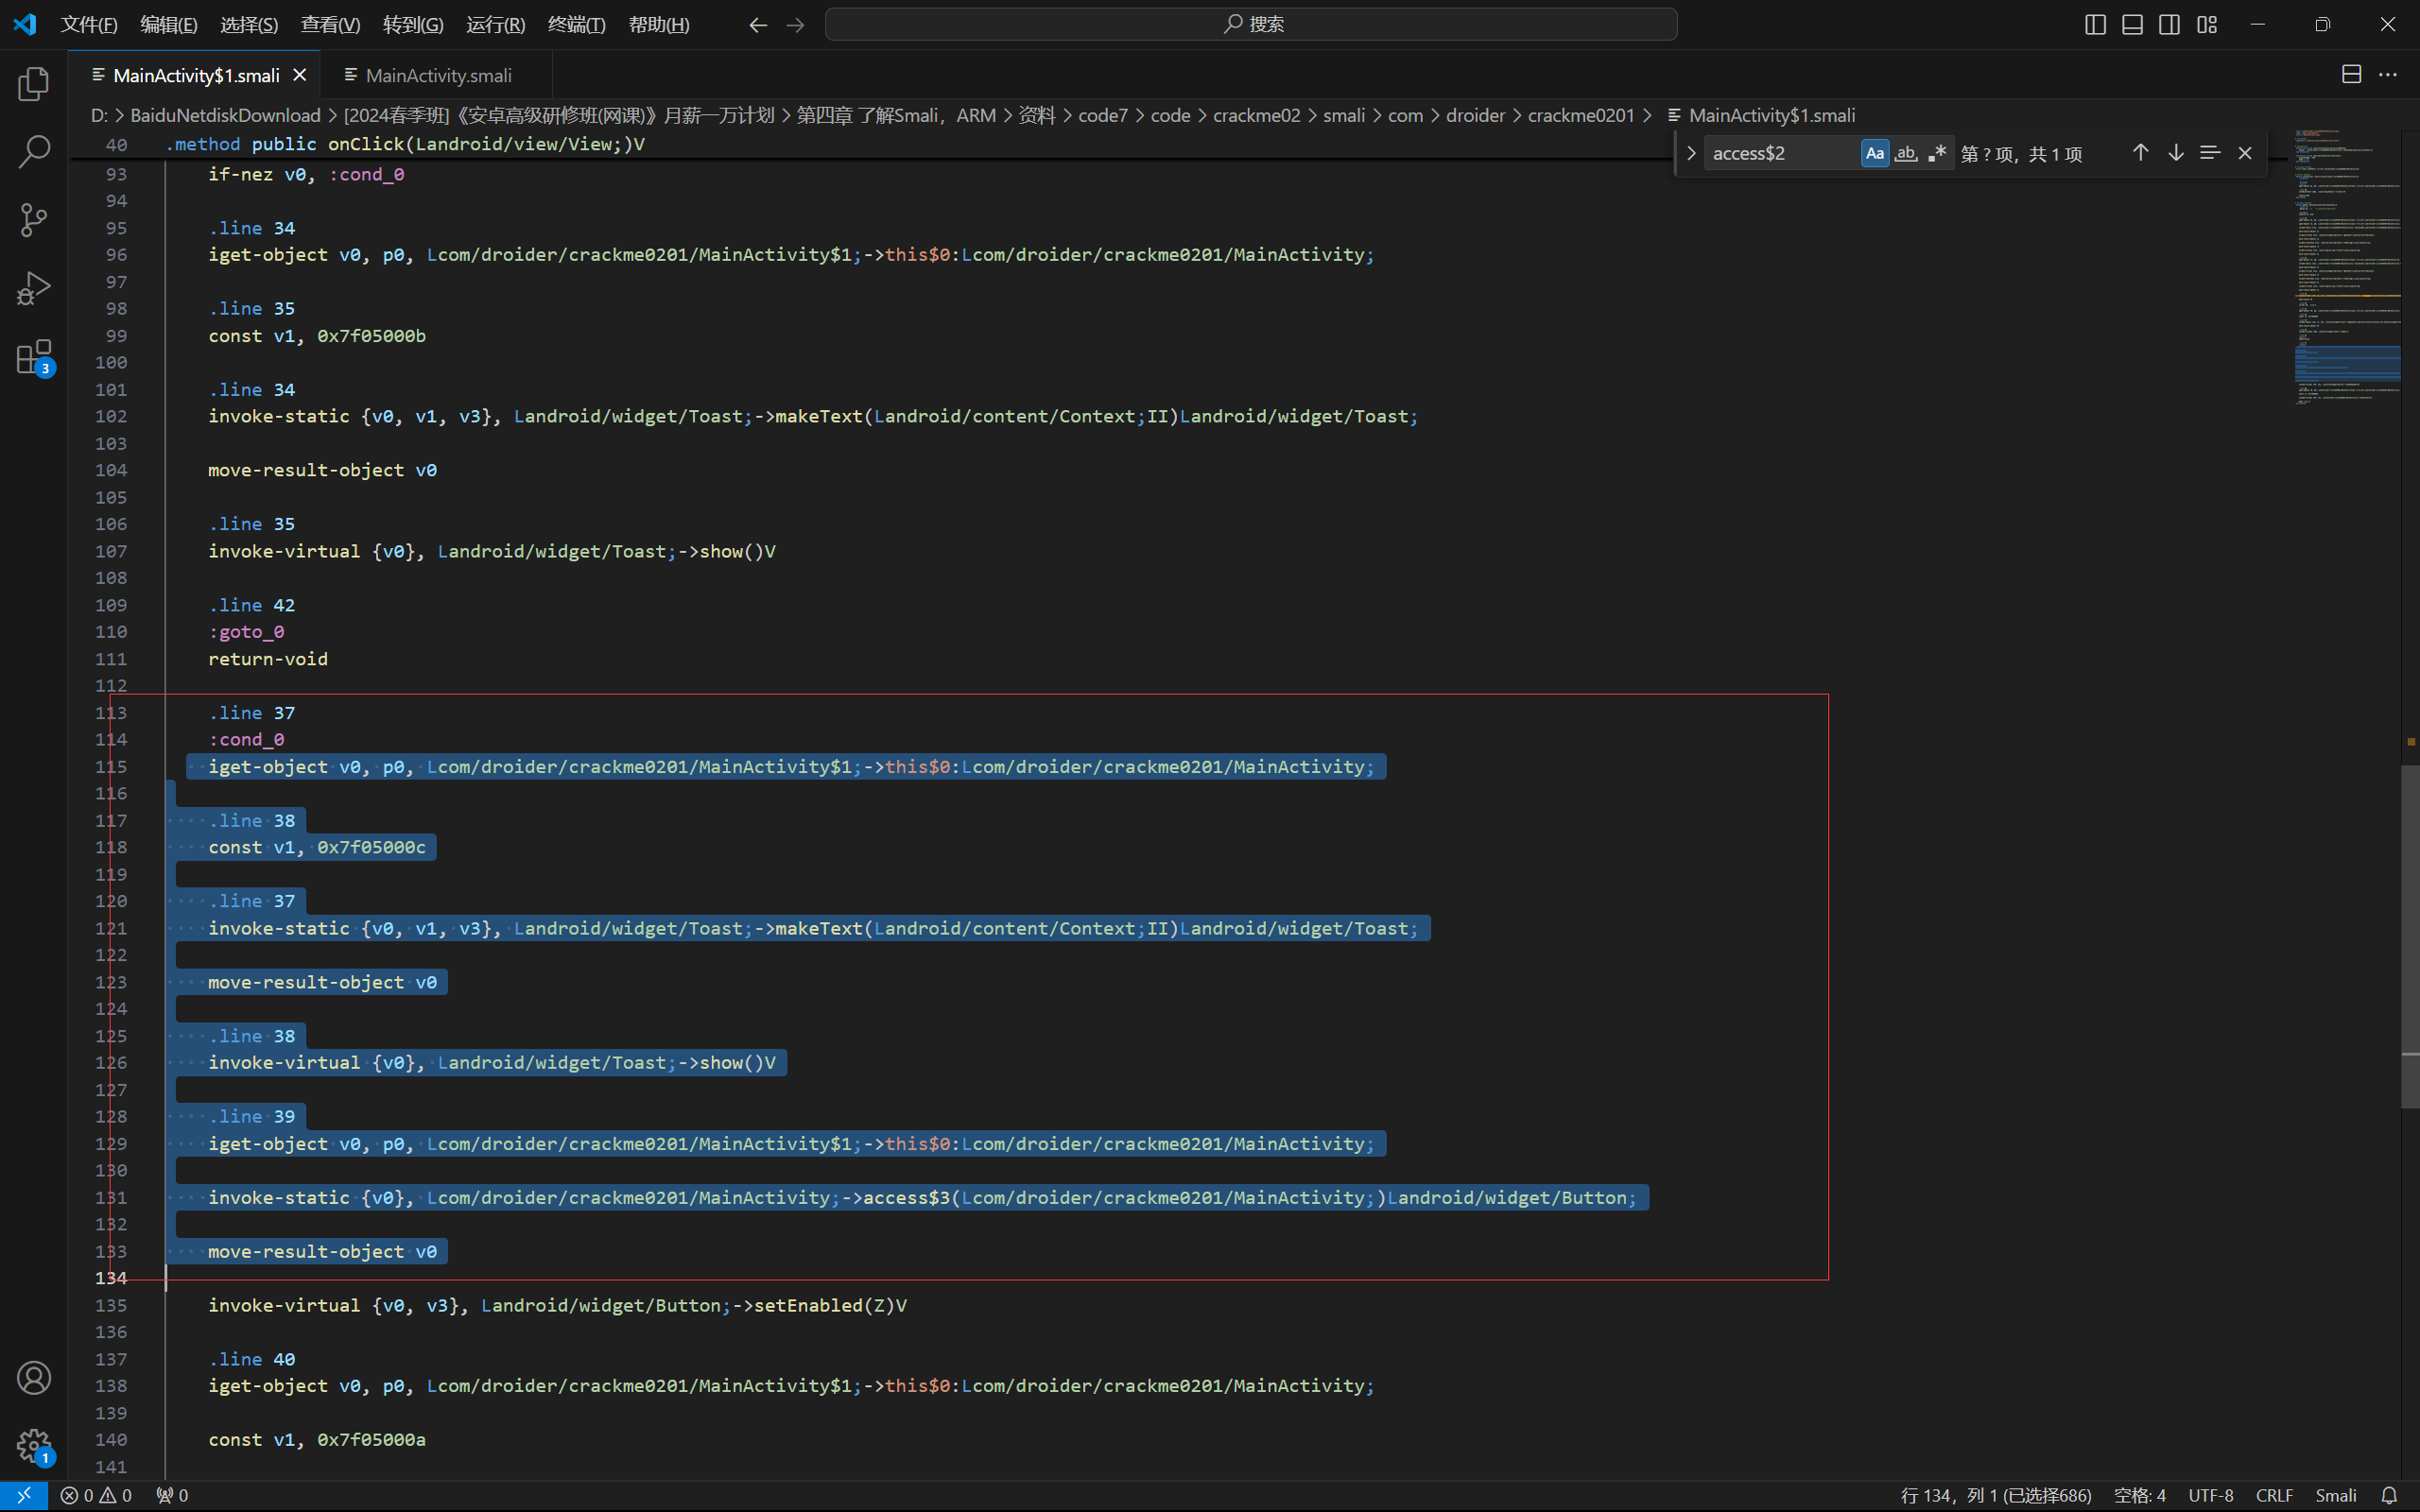 文件(F) 编辑(E) 选择(S) 查看(V) 转到(G) 运行(R) 终端(T) 帮助(H) 搜索
MainActivity$1.smali MainActivity.smali
D: > BaiduNetdiskDownload > [2024春季班]《安卓高级研修班(网课)》月薪一万计划 > 第四章 了解Smali，ARM > 资料 > code7 > code > crackme02 > smali > com > droider > crackme0201 > MainActivity$1.smali
access$2 Aa ab 第 ? 项，共 1 项
40 .method public onClick(Landroid/view/View;)V
93 if-nez v0, :cond_0
94
95 .line 34
96 iget-object v0, p0, Lcom/droider/crackme0201/MainActivity$1;->this$0:Lcom/droider/crackme0201/MainActivity;
97
98 .line 35
99 const v1, 0x7f05000b
100
101 .line 34
102 invoke-static {v0, v1, v3}, Landroid/widget/Toast;->makeText(Landroid/content/Context;II)Landroid/widget/Toast;
103
104 move-result-object v0
105
106 .line 35
107 invoke-virtual {v0}, Landroid/widget/Toast;->show()V
108
109 .line 42
110 :goto_0
111 return-void
112
113 .line 37
114 :cond_0
115 iget-object v0, p0, Lcom/droider/crackme0201/MainActivity$1;->this$0:Lcom/droider/crackme0201/MainActivity;
116
117 .line 38
118 const v1, 0x7f05000c
119
120 .line 37
121 invoke-static {v0, v1, v3}, Landroid/widget/Toast;->makeText(Landroid/content/Context;II)Landroid/widget/Toast;
122
123 move-result-object v0
124
125 .line 38
126 invoke-virtual {v0}, Landroid/widget/Toast;->show()V
127
128 .line 39
129 iget-object v0, p0, Lcom/droider/crackme0201/MainActivity$1;->this$0:Lcom/droider/crackme0201/MainActivity;
130
131 invoke-static {v0}, Lcom/droider/crackme0201/MainActivity;->access$3(Lcom/droider/crackme0201/MainActivity;)Landroid/widget/Button;
132
133 move-result-object v0
134
135 invoke-virtual {v0, v3}, Landroid/widget/Button;->setEnabled(Z)V
136
137 .line 40
138 iget-object v0, p0, Lcom/droider/crackme0201/MainActivity$1;->this$0:Lcom/droider/crackme0201/MainActivity;
139
140 const v1, 0x7f05000a
141
3
1
0 0 0 行 134，列 1 (已选择686) 空格: 4 UTF-8 CRLF Smali